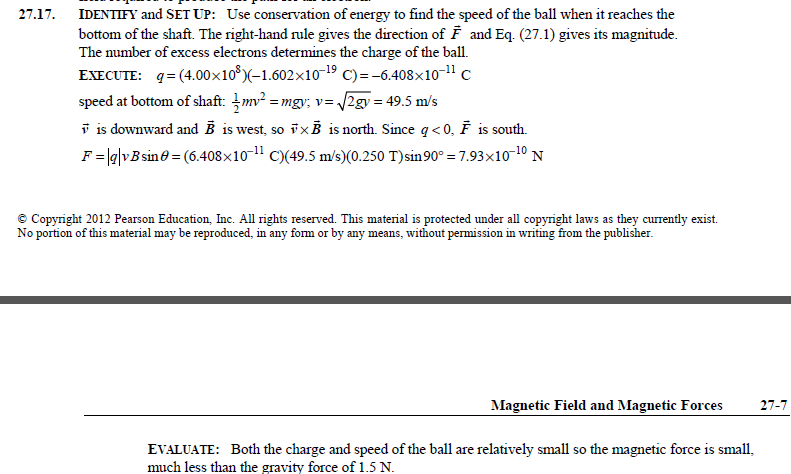 27.17. IDENTIFY and SET UP: Use conservation of energy to find the speed of the ball when it reaches the
bottom of the shaft. The right-hand rule gives the direction of F⃗ and Eq. (27.1) gives its magnitude.
The number of excess electrons determines the charge of the ball.
EXECUTE: q = (4.00×10⁸)(−1.602×10⁻¹⁹ C) = −6.408×10⁻¹¹ C
speed at bottom of shaft: ½mv² = mgy; v = √2gy = 49.5 m/s
v⃗ is downward and B⃗ is west, so v⃗ × B⃗ is north. Since q < 0, F⃗ is south.
F = |q|vB sin θ = (6.408×10⁻¹¹ C)(49.5 m/s)(0.250 T) sin 90° = 7.93×10⁻¹⁰ N
© Copyright 2012 Pearson Education, Inc. All rights reserved. This material is protected under all copyright laws as they currently exist.
No portion of this material may be reproduced, in any form or by any means, without permission in writing from the publisher.
Magnetic Field and Magnetic Forces 27-7
EVALUATE: Both the charge and speed of the ball are relatively small so the magnetic force is small,
much less than the gravity force of 1.5 N.